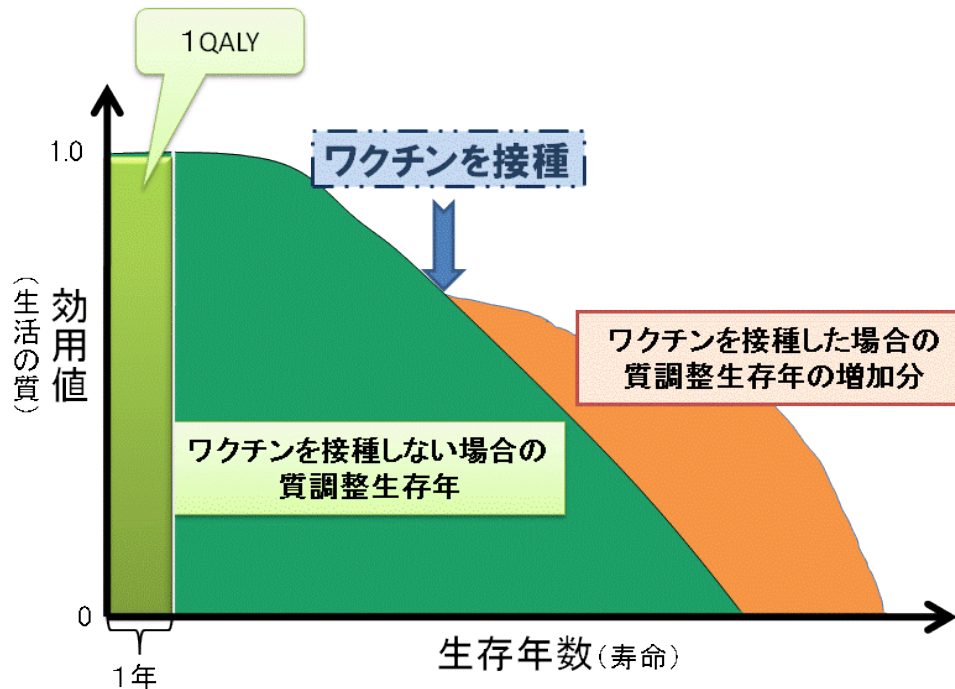 １QALY
1.0
ワクチンを接種
効用値
（生活の質）
ワクチンを接種した場合の
質調整生存年の増加分
ワクチンを接種しない場合の
質調整生存年
0
１年
生存年数（寿命）